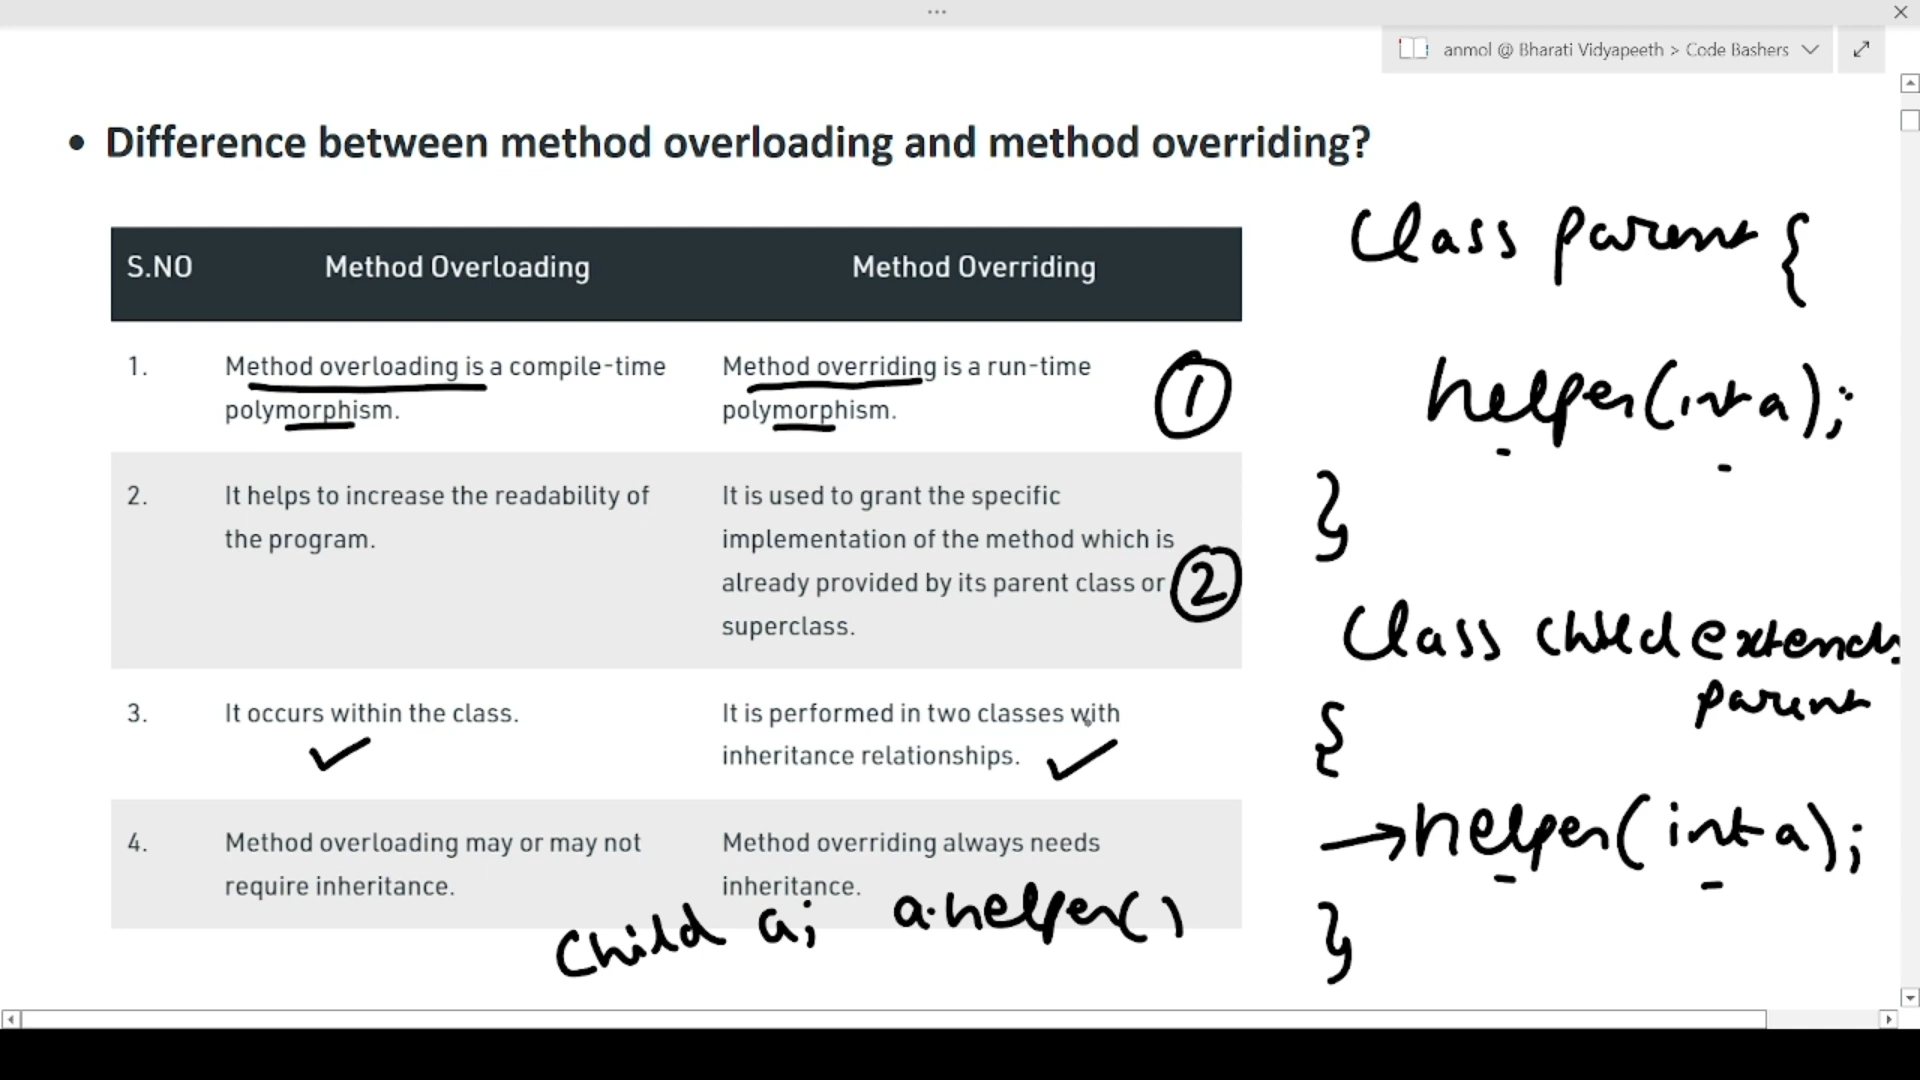 anmol @ Bharati Vidyapeeth > Code Bashers
• Difference between method overloading and method overriding?
S.NO Method Overloading Method Overriding
1. Method overloading is a compile-time Method overriding is a run-time
polymorphism. polymorphism.
1
2. It helps to increase the readability of It is used to grant the specific
the program. implementation of the method which is
already provided by its parent class or
superclass.
2
3. It occurs within the class. It is performed in two classes with
inheritance relationships.
4. Method overloading may or may not Method overriding always needs
require inheritance. inheritance.
Child a; a.helper()
Class parent {
helper(int a);
}
Class child extends
parent
{
→helper(int a);
}